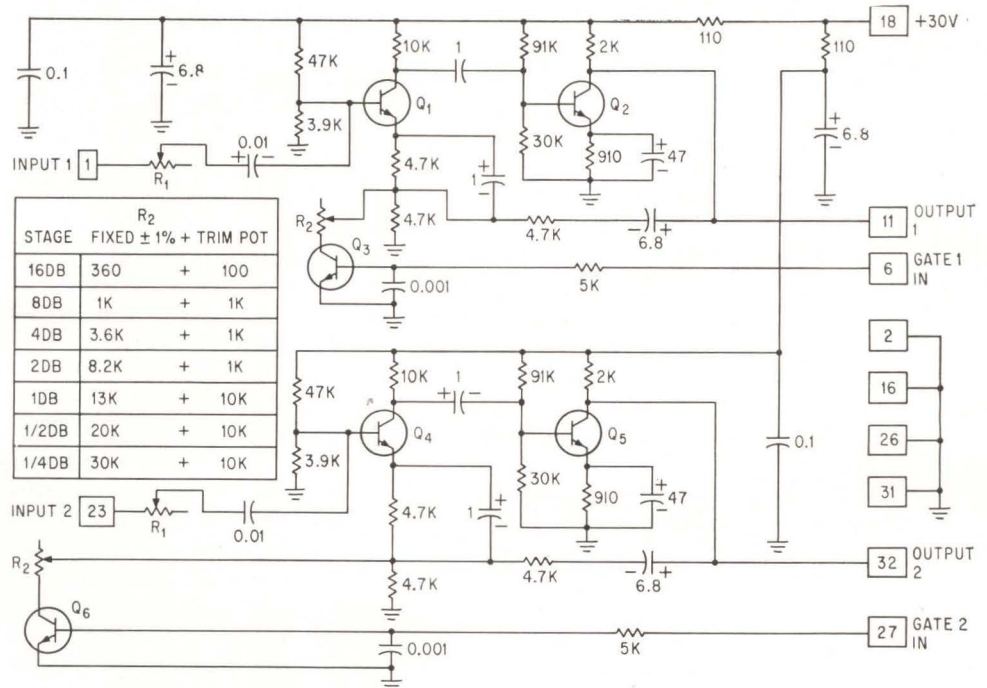 18 +30V
110
110
0.1
+
6.8
-
47K
10K
1
91K
2K
Q1
Q2
3.9K
0.01
+ -
30K
910
+
47
+
6.8
-
INPUT 1 1
R1
4.7K
+
1
-
R2
4.7K
4.7K
- 6.8 +
11 OUTPUT 1
Q3
0.001
5K
6 GATE 1 IN
R2
STAGE FIXED ± 1% + TRIM POT
16DB 360 + 100
8DB 1K + 1K
4DB 3.6K + 1K
2DB 8.2K + 1K
1DB 13K + 10K
1/2DB 20K + 10K
1/4DB 30K + 10K
2
16
26
31
47K
10K
1
+ -
91K
2K
Q4
Q5
3.9K
30K
910
+
47
-
0.1
INPUT 2 23
R1
0.01
4.7K
+
1
-
R2
4.7K
4.7K
- 6.8 +
32 OUTPUT 2
Q6
0.001
5K
27 GATE 2 IN